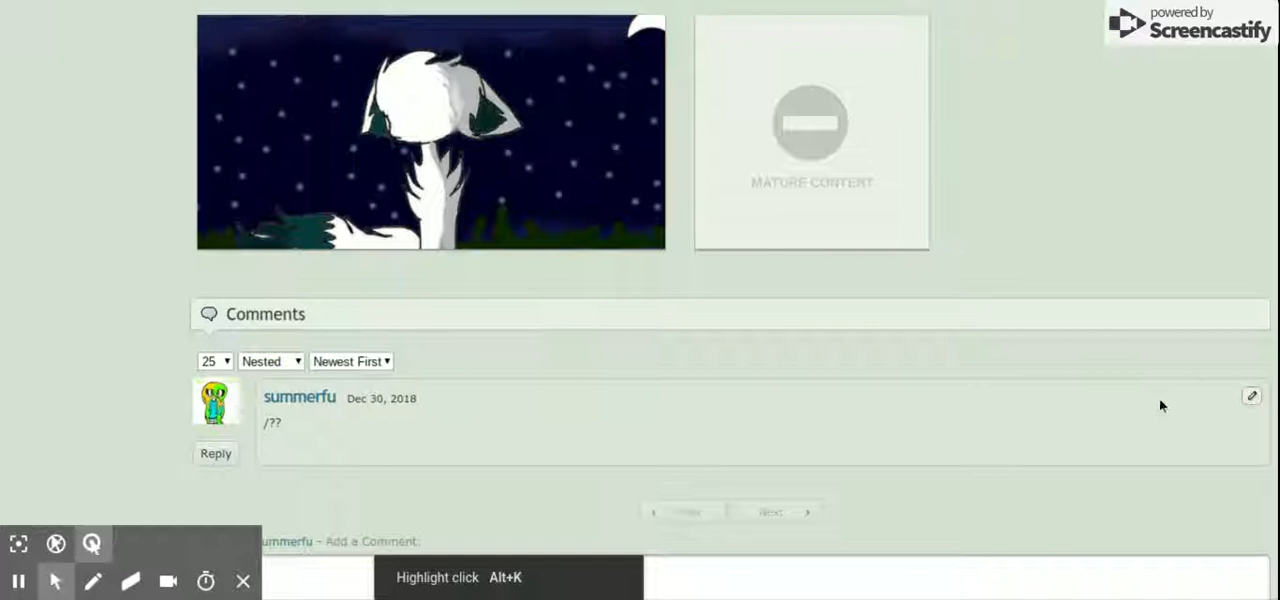 powered by
Screencastify
MATURE CONTENT
Comments
25 Nested Newest First
summerfu Dec 30, 2018
/??
Reply
Next
ummerfu - Add a Comment:
Highlight click Alt+K